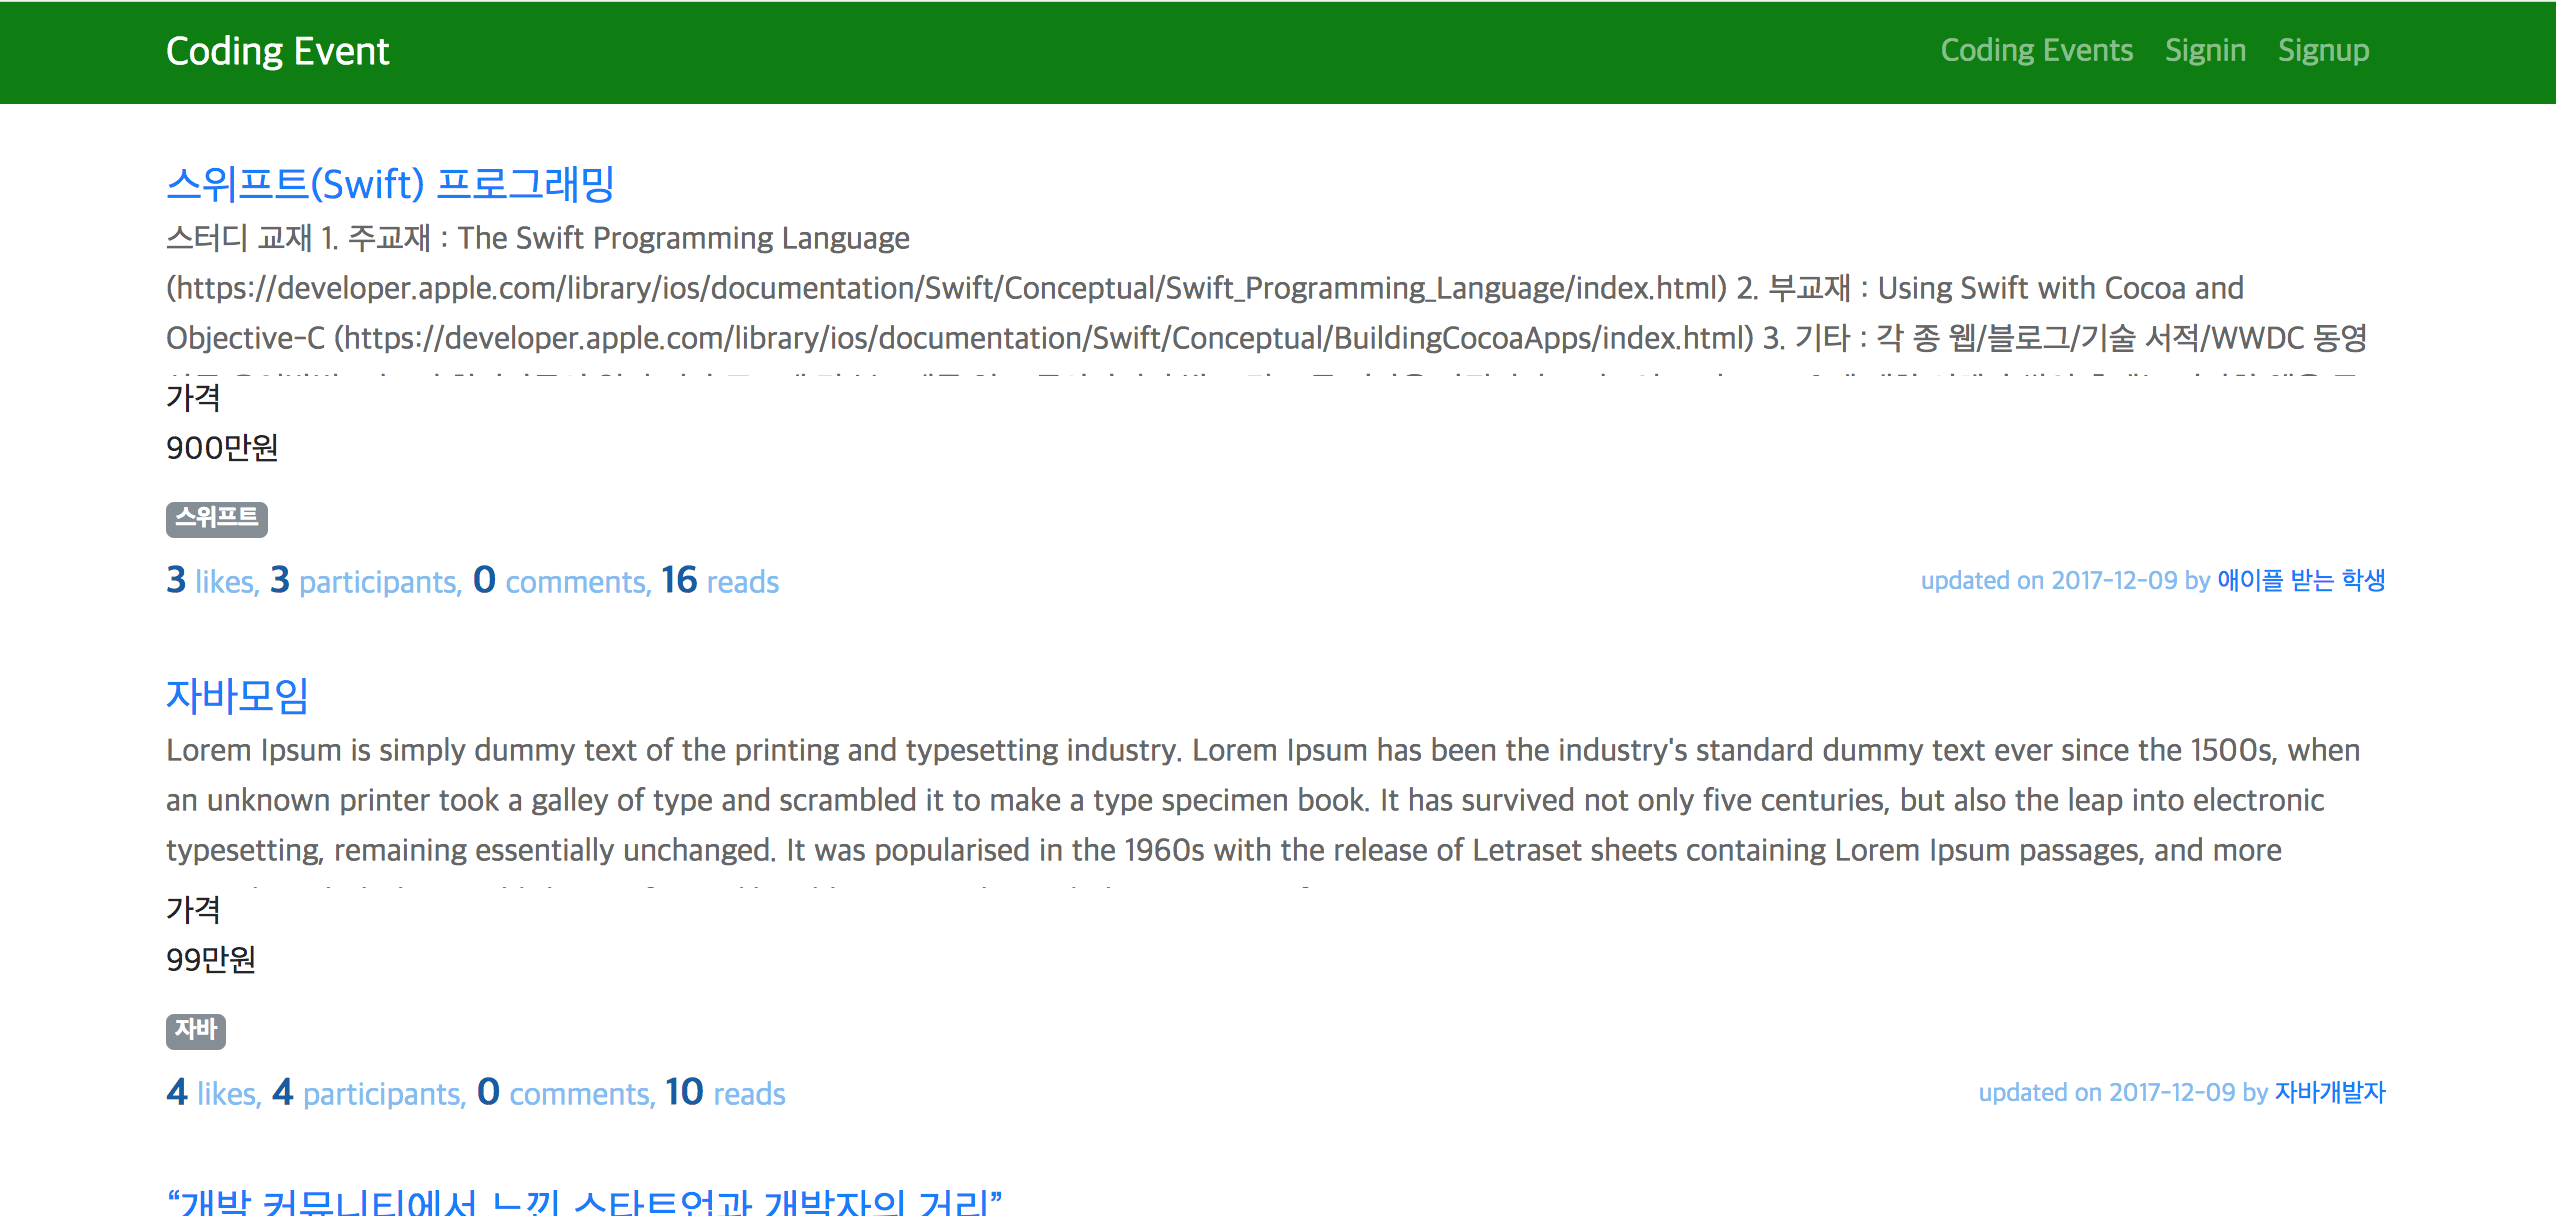 Coding Event
Coding Events Signin Signup
스위프트(Swift) 프로그래밍
스터디 교재 1. 주교재 : The Swift Programming Language
(https://developer.apple.com/library/ios/documentation/Swift/Conceptual/Swift_Programming_Language/index.html) 2. 부교재 : Using Swift with Cocoa and
Objective-C (https://developer.apple.com/library/ios/documentation/Swift/Conceptual/BuildingCocoaApps/index.html) 3. 기타 : 각 종 웹/블로그/기술 서적/WWDC 동영
가격
900만원
스위프트
3 likes, 3 participants, 0 comments, 16 reads
updated on 2017-12-09 by 애이플 받는 학생
자바모임
Lorem Ipsum is simply dummy text of the printing and typesetting industry. Lorem Ipsum has been the industry's standard dummy text ever since the 1500s, when
an unknown printer took a galley of type and scrambled it to make a type specimen book. It has survived not only five centuries, but also the leap into electronic
typesetting, remaining essentially unchanged. It was popularised in the 1960s with the release of Letraset sheets containing Lorem Ipsum passages, and more
가격
99만원
자바
4 likes, 4 participants, 0 comments, 10 reads
updated on 2017-12-09 by 자바개발자
“개발 커뮤니티에서 느낀 스타트업과 개발자의 거리”